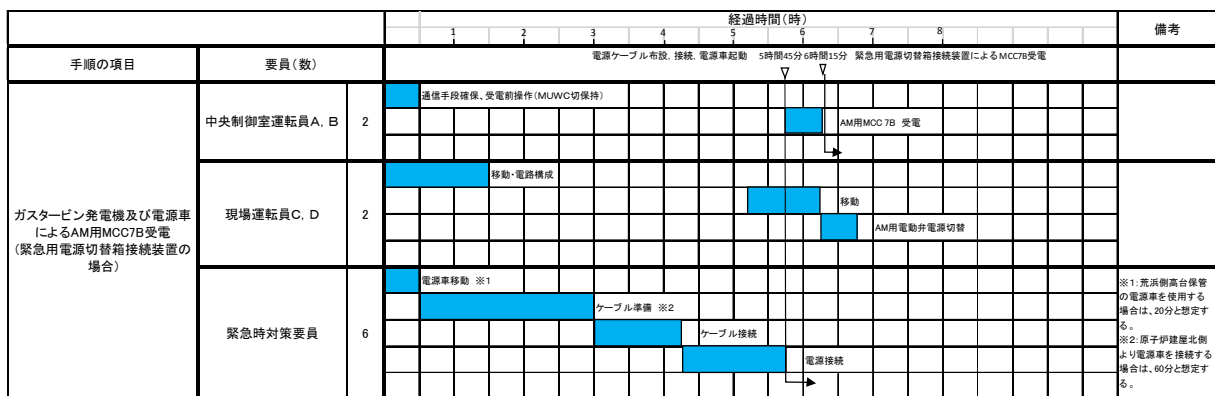 経過時間(時)
備考
1 2 3 4 5 6 7 8
手順の項目
要員(数)
電源ケーブル布設,接続,電源車起動 5時間45分 6時間15分 緊急用電源切替箱接続装置によるMCC7B受電
ガスタービン発電機及び電源車
によるAM用MCC7B受電
(緊急用電源切替箱接続装置の
場合)
中央制御室運転員A, B
2
通信手段確保、受電前操作(MUWC切保持)
AM用MCC 7B 受電
現場運転員C, D
2
移動・電路構成
移動
AM用電動弁電源切替
緊急時対策要員
6
電源車移動 ※1
ケーブル準備 ※2
ケーブル接続
電源接続
※1:荒浜側高台保管
の電源車を使用する
場合は、20分と想定す
る。
※2:原子炉建屋北側
より電源車を接続する
場合は、60分と想定す
る。